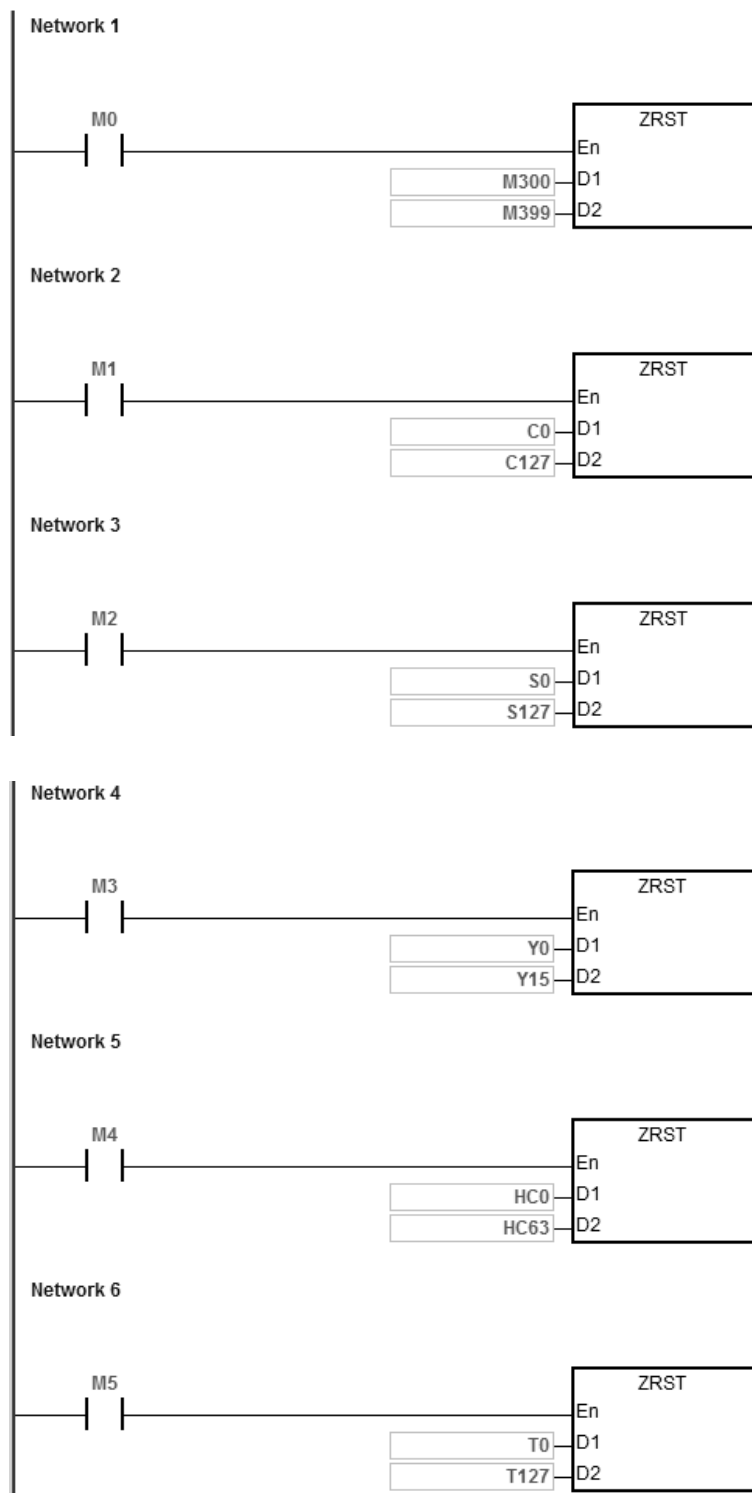 Network 1
M0
ZRST
En
M300 D1
M399 D2
Network 2
M1
ZRST
En
C0 D1
C127 D2
Network 3
M2
ZRST
En
S0 D1
S127 D2
Network 4
M3
ZRST
En
Y0 D1
Y15 D2
Network 5
M4
ZRST
En
HC0 D1
HC63 D2
Network 6
M5
ZRST
En
T0 D1
T127 D2